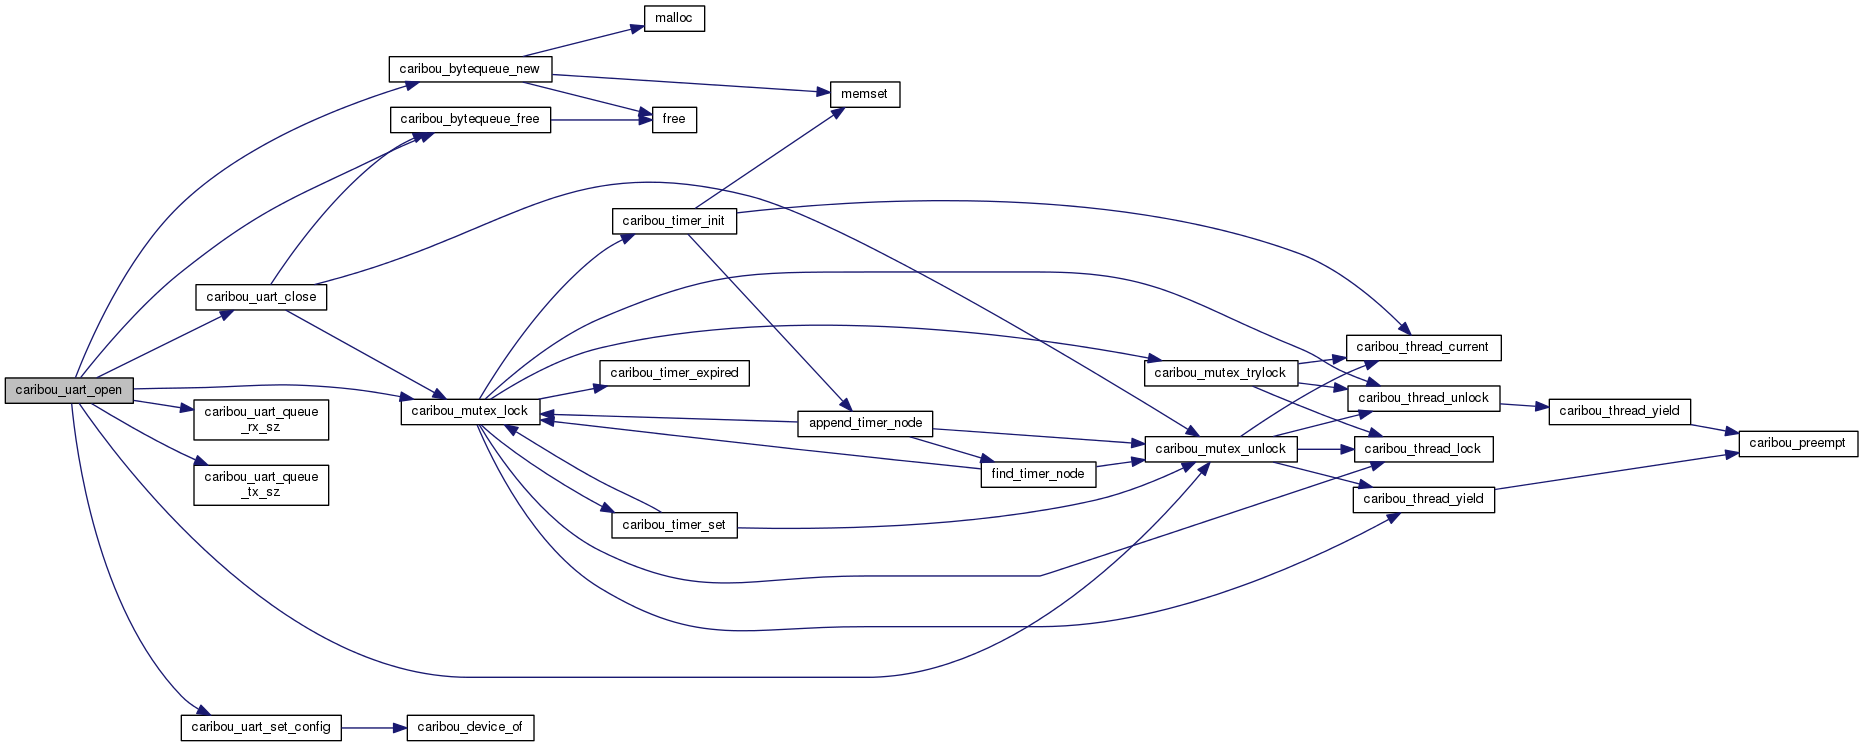 malloc
caribou_bytequeue_new
memset
caribou_bytequeue_free
free
caribou_timer_init
caribou_uart_close
caribou_thread_current
caribou_timer_expired
caribou_mutex_trylock
caribou_uart_open
caribou_thread_unlock
caribou_uart_queue
_rx_sz
caribou_mutex_lock
caribou_thread_yield
append_timer_node
caribou_preempt
caribou_mutex_unlock
caribou_thread_lock
find_timer_node
caribou_uart_queue
_tx_sz
caribou_thread_yield
caribou_timer_set
caribou_uart_set_config
caribou_device_of